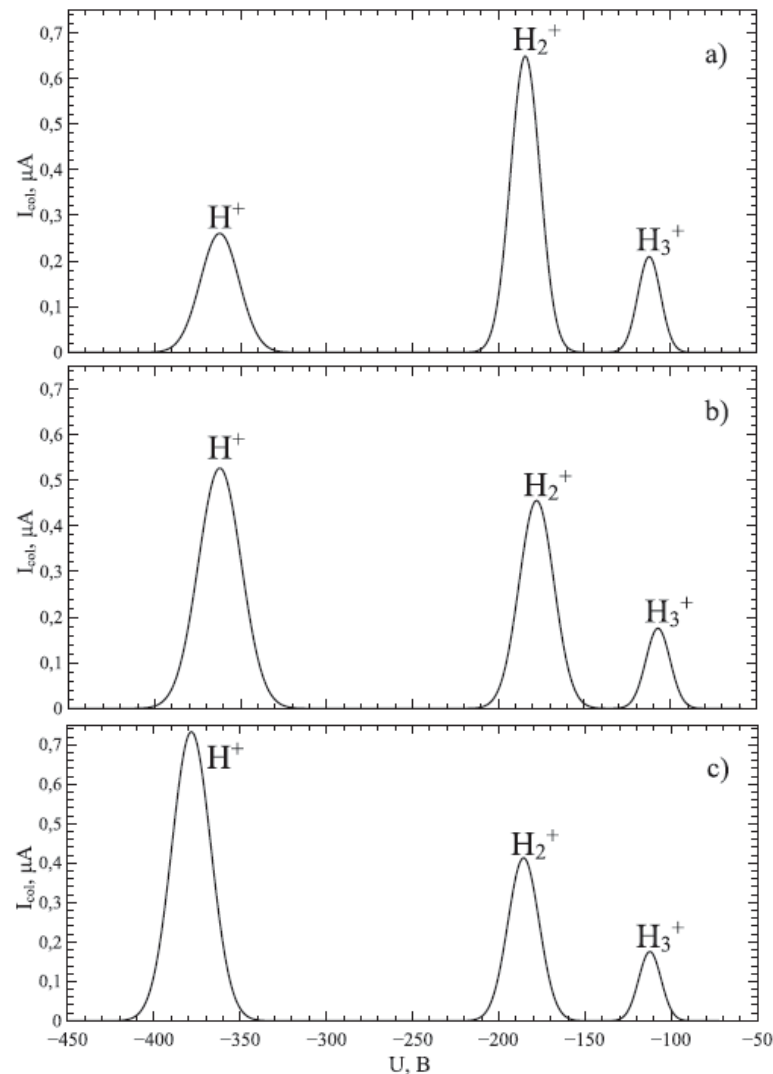 0,7
0,6
0,5
0,4
0,3
0,2
0,1
0
I_col, μA
H⁺
H₂⁺
H₃⁺
a)
0,7
0,6
0,5
0,4
0,3
0,2
0,1
0
I_col, μA
H⁺
H₂⁺
H₃⁺
b)
0,7
0,6
0,5
0,4
0,3
0,2
0,1
0
I_col, μA
H⁺
H₂⁺
H₃⁺
c)
−450 −400 −350 −300 −250 −200 −150 −100 −50
U, B